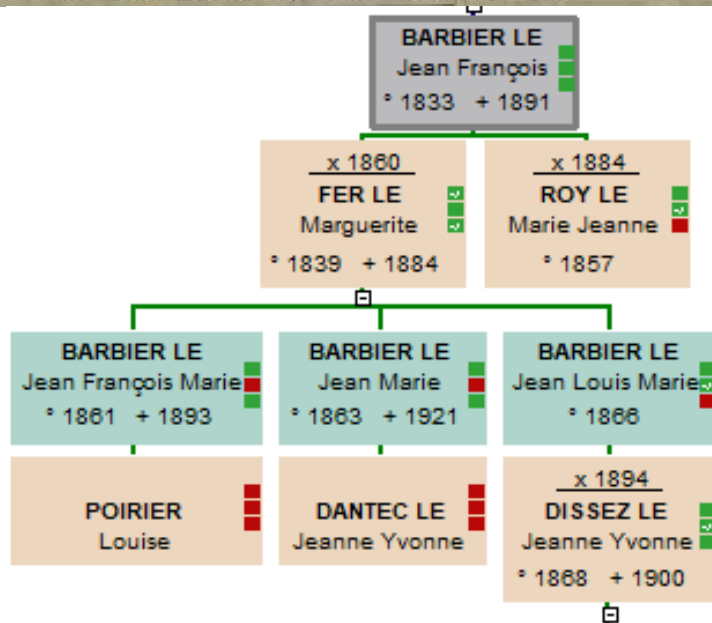 BARBIER LE
Jean François
° 1833 + 1891
x 1860
FER LE
Marguerite
° 1839 + 1884
x 1884
ROY LE
Marie Jeanne
° 1857
BARBIER LE
Jean François Marie
° 1861 + 1893
BARBIER LE
Jean Marie
° 1863 + 1921
BARBIER LE
Jean Louis Marie
° 1866
POIRIER
Louise
DANTEC LE
Jeanne Yvonne
x 1894
DISSEZ LE
Jeanne Yvonne
° 1868 + 1900